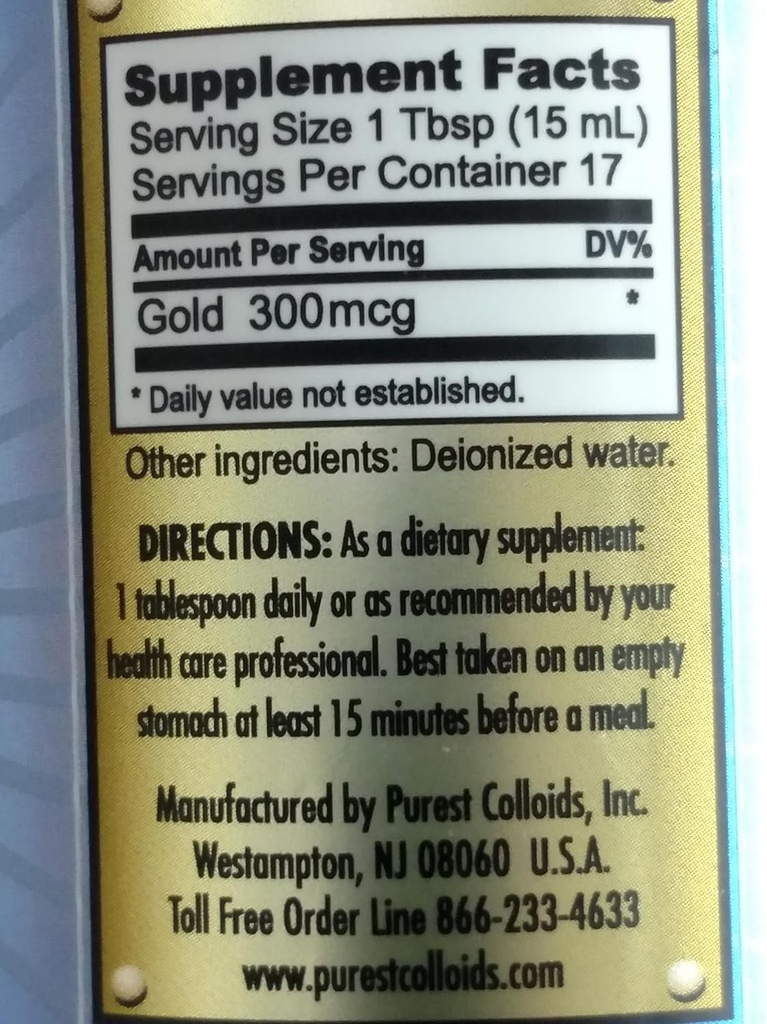 Supplement Facts
Serving Size 1 Tbsp (15 mL)
Servings Per Container 17
Amount Per Serving DV%
Gold 300mcg *
* Daily value not established.
Other ingredients: Deionized water.
DIRECTIONS: As a dietary supplement:
1 tablespoon daily or as recommended by your
health care professional. Best taken on an empty
stomach at least 15 minutes before a meal.
Manufactured by Purest Colloids, Inc.
Westampton, NJ 08060 U.S.A.
Toll Free Order Line 866-233-4633
www.purestcolloids.com